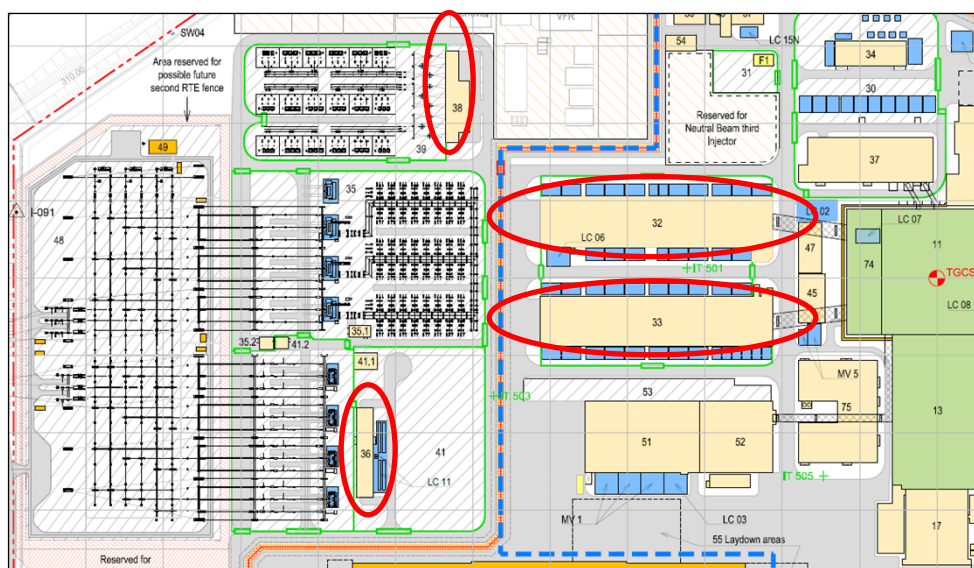 VFR
33
37
SW04
LC 15N
54
34
Area reserved for
possible future
second RTE fence
310.00
F1
31
30
38
Reserved for
Neutral Beam third
Injector
39
49
37
35
I-091
LC 02
LC 07
32
48
LC 06
47
74
11
IT 501
TGCS
45
LC 08
33
35.1
35.2
41.2
41.1
MV 5
IT 503
53
75
13
36
41
51
52
LC 11
IT 505
MV 1
LC 03
17
55 Laydown areas
Reserved for